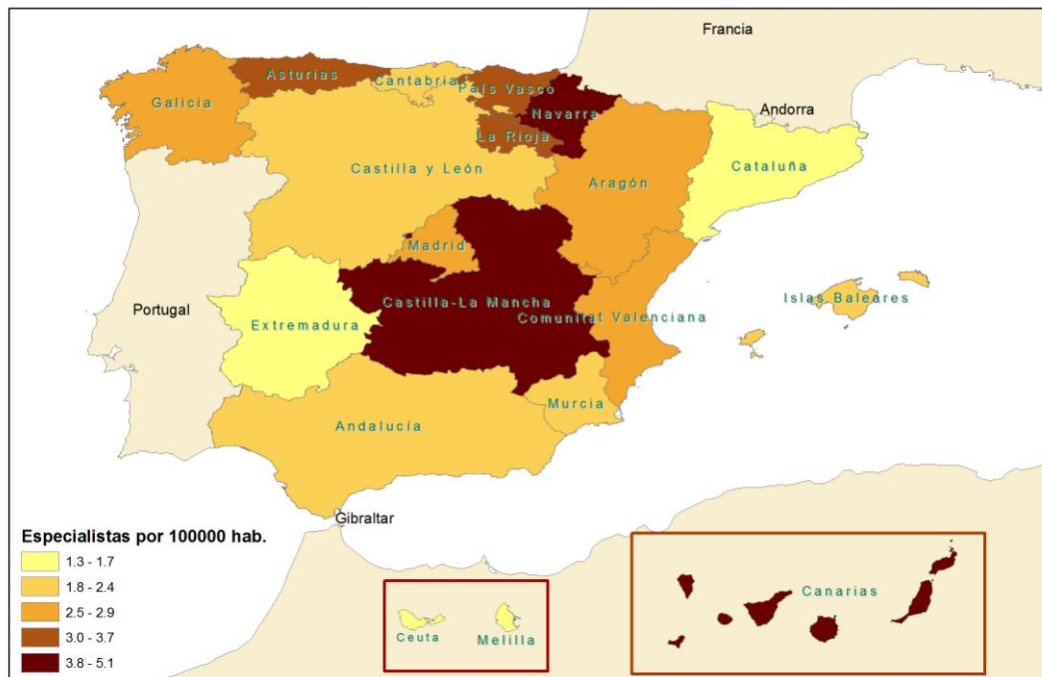 Francia
Asturias
Cantabria
País Vasco
Galicia
Navarra
Andorra
La Rioja
Castilla y León
Cataluña
Aragón
Madrid
Islas Baleares
Portugal
Castilla-La Mancha
Extremadura
Comunitat Valenciana
Murcia
Andalucía
Gibraltar
Especialistas por 100000 hab.
1.3 - 1.7
1.8 - 2.4
2.5 - 2.9
3.0 - 3.7
3.8 - 5.1
Ceuta
Melilla
Canarias